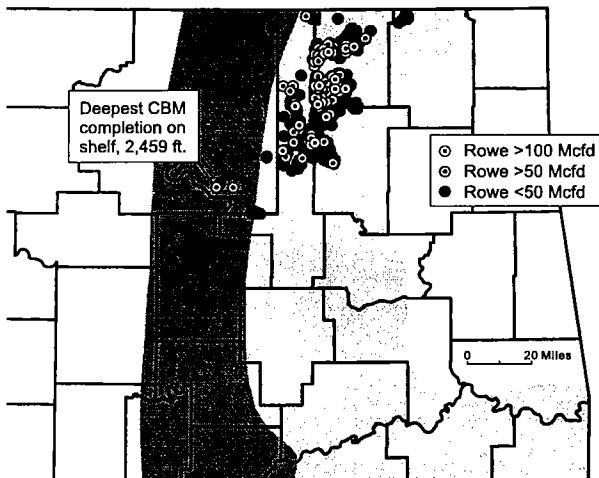 Deepest CBM
completion on
shelf, 2,459 ft.
Rowe >100 Mcfd
Rowe >50 Mcfd
Rowe <50 Mcfd
0 20 Miles